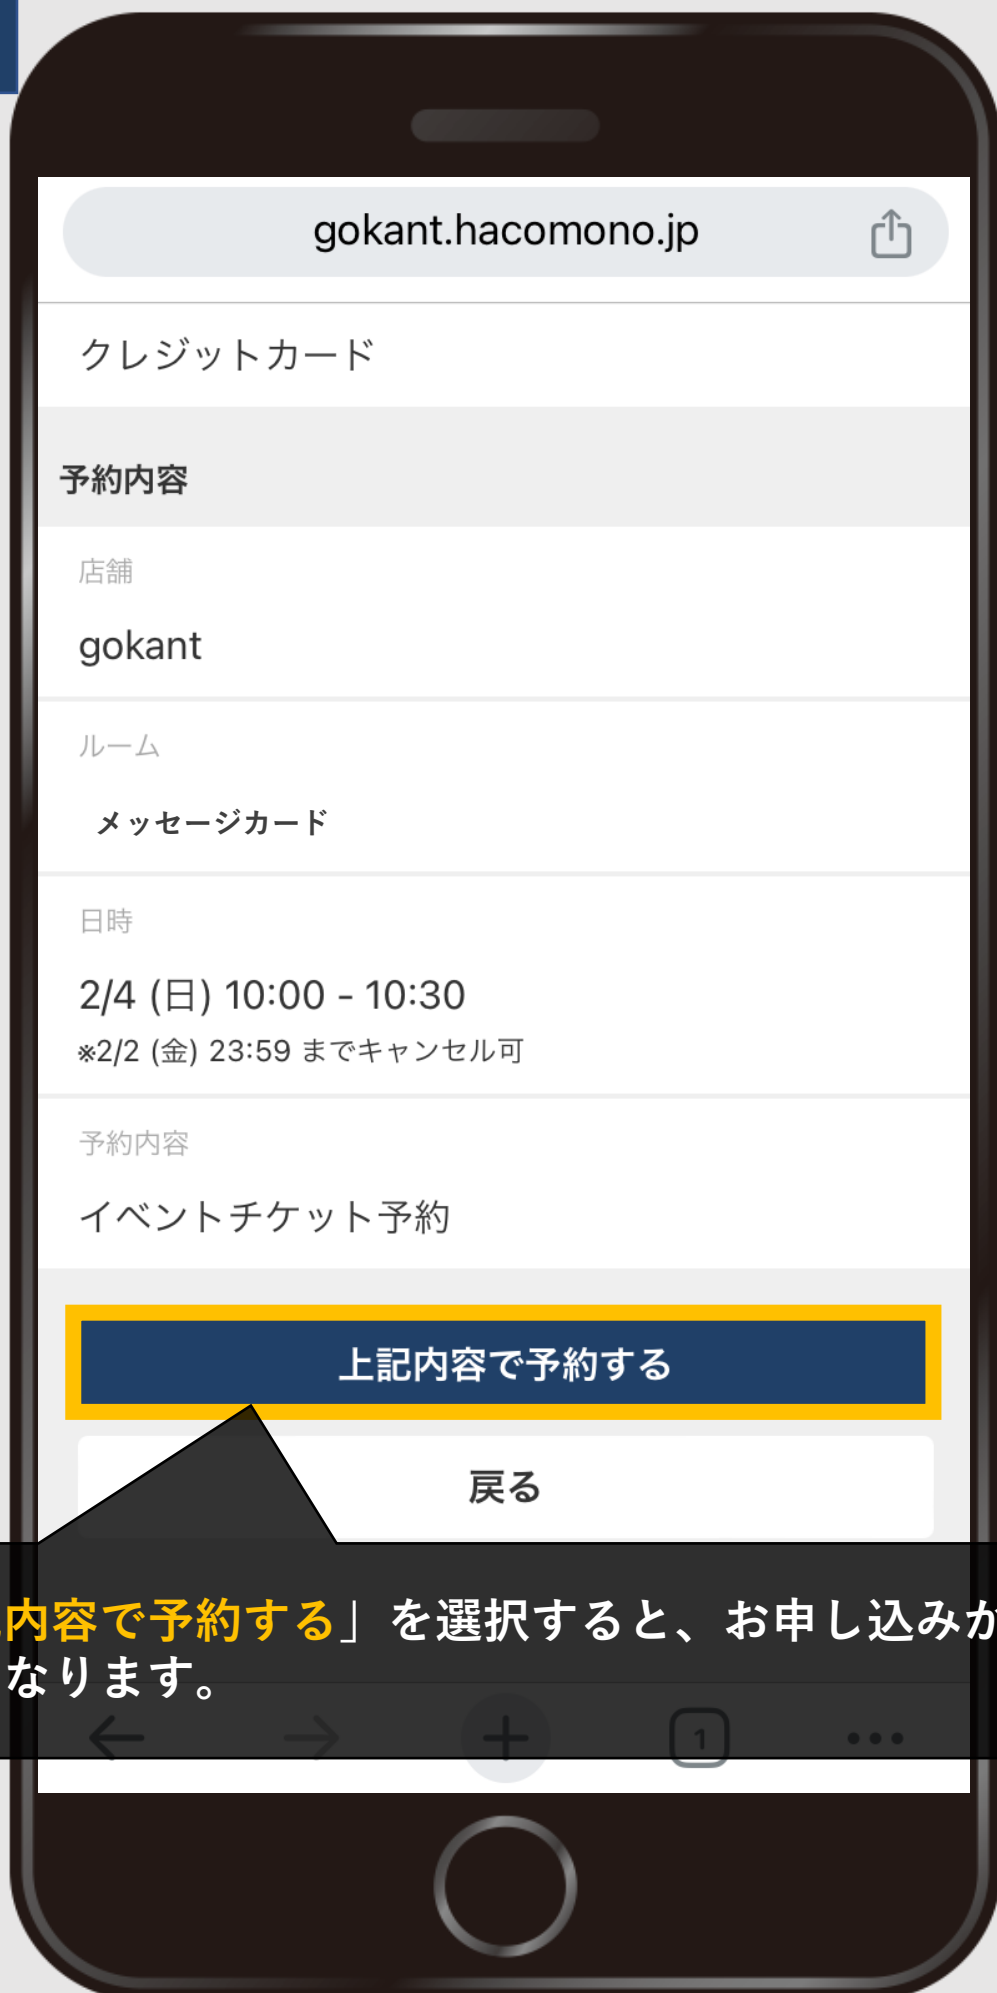 gokant.hacomono.jp
クレジットカード
予約内容
店舗
gokant
ルーム
メッセージカード
日時
2/4 (日) 10:00 - 10:30
※2/2 (金) 23:59 までキャンセル可
予約内容
イベントチケット予約
上記内容で予約する
戻る
内容で予約する」を選択すると、お申し込みが
なります。
1